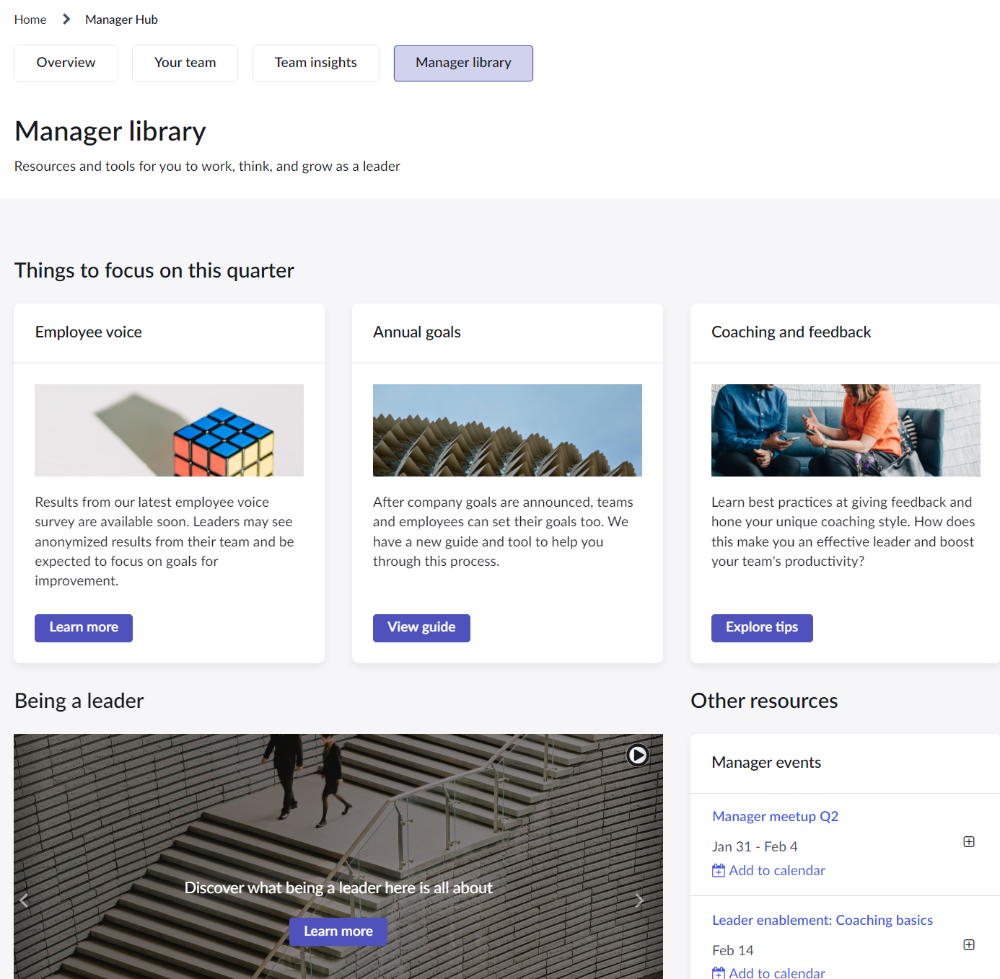 Home Manager Hub
Overview Your team Team insights Manager library
Manager library
Resources and tools for you to work, think, and grow as a leader
Things to focus on this quarter
Employee voice
Results from our latest employee voice
survey are available soon. Leaders may see
anonymized results from their team and be
expected to focus on goals for
improvement.
Learn more
Annual goals
After company goals are announced, teams
and employees can set their goals too. We
have a new guide and tool to help you
through this process.
View guide
Coaching and feedback
Learn best practices at giving feedback and
hone your unique coaching style. How does
this make you an effective leader and boost
your team's productivity?
Explore tips
Being a leader
Discover what being a leader here is all about
Learn more
Other resources
Manager events
Manager meetup Q2
Jan 31 - Feb 4
Add to calendar
Leader enablement: Coaching basics
Feb 14
Add to calendar